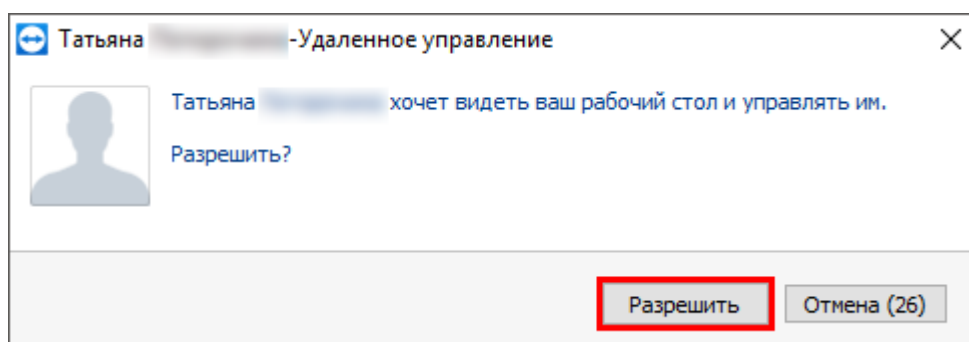 Татьяна -Удаленное управление
Татьяна хочет видеть ваш рабочий стол и управлять им.
Разрешить?
Разрешить Отмена (26)